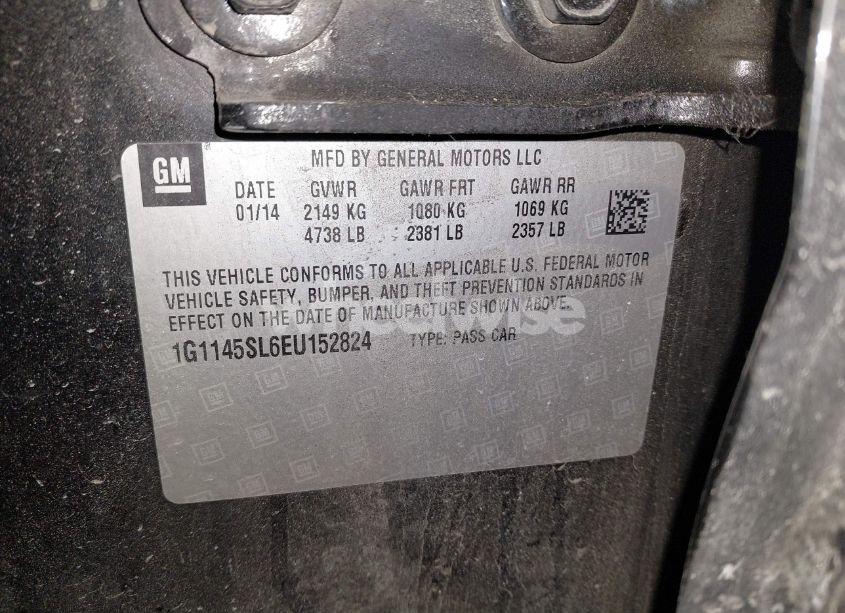 GM
MFD BY GENERAL MOTORS LLC
DATE GVWR GAWR FRT GAWR RR
01/14 2149 KG 1080 KG 1069 KG
4738 LB 2381 LB 2357 LB
THIS VEHICLE CONFORMS TO ALL APPLICABLE U.S. FEDERAL MOTOR
VEHICLE SAFETY, BUMPER, AND THEFT PREVENTION STANDARDS IN
EFFECT ON THE DATE OF MANUFACTURE SHOWN ABOVE.
1G1145SL6EU152824 TYPE: PASS CAR